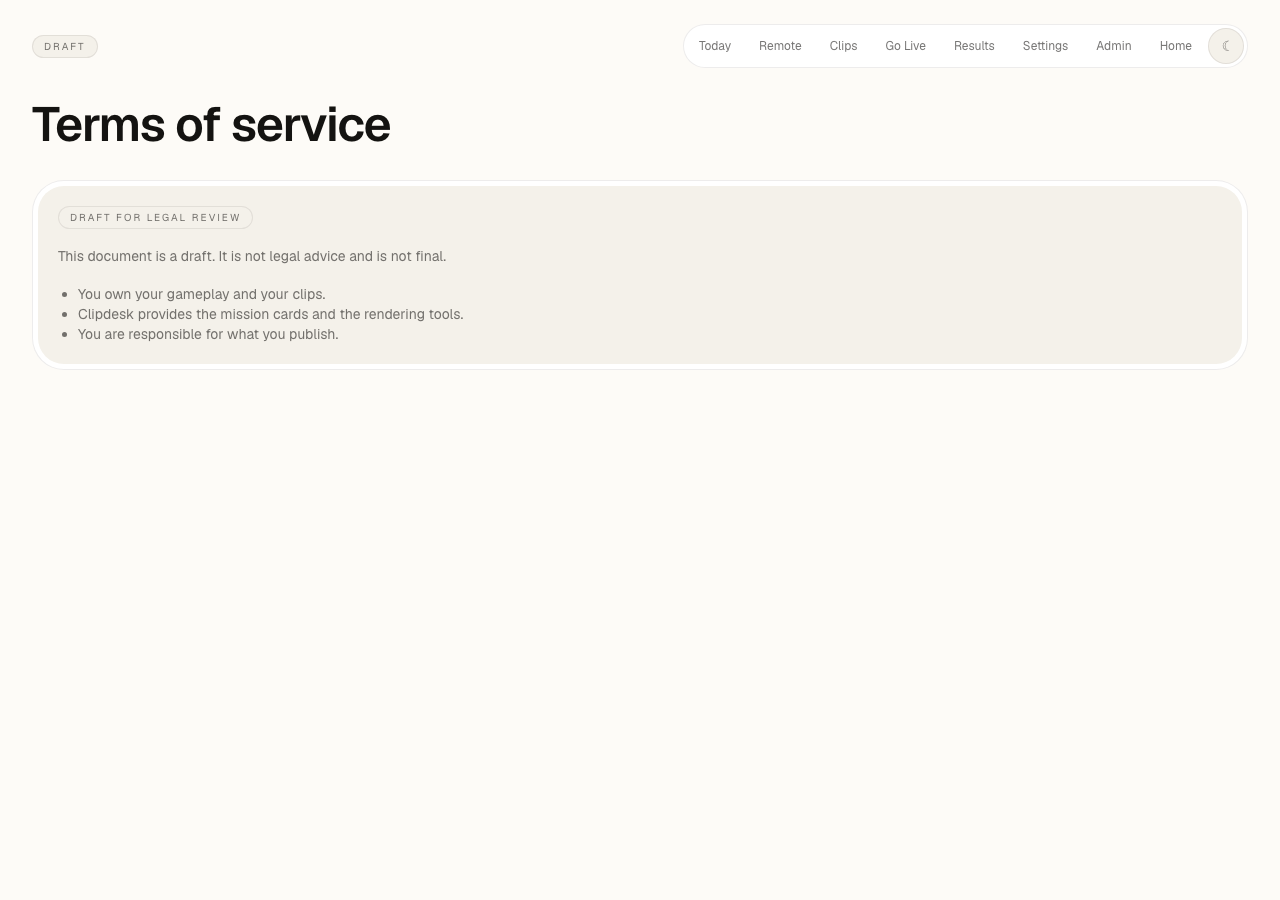 DRAFT
Today Remote Clips Go Live Results Settings Admin Home ☾
Terms of service
DRAFT FOR LEGAL REVIEW
This document is a draft. It is not legal advice and is not final.
• You own your gameplay and your clips.
• Clipdesk provides the mission cards and the rendering tools.
• You are responsible for what you publish.